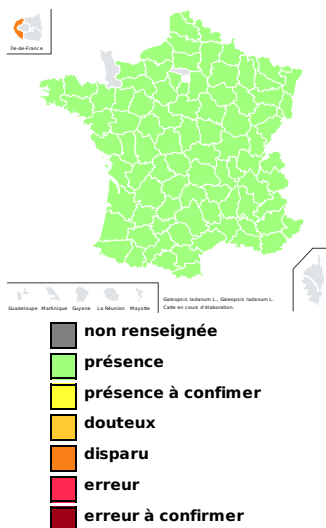 Île-de-France
Guadeloupe Martinique Guyane La Réunion Mayotte
Galeopsis ladanum L., Galeopsis ladanum L.
Carte en cours d'élaboration.
non renseignée
présence
présence à confimer
douteux
disparu
erreur
erreur à confirmer